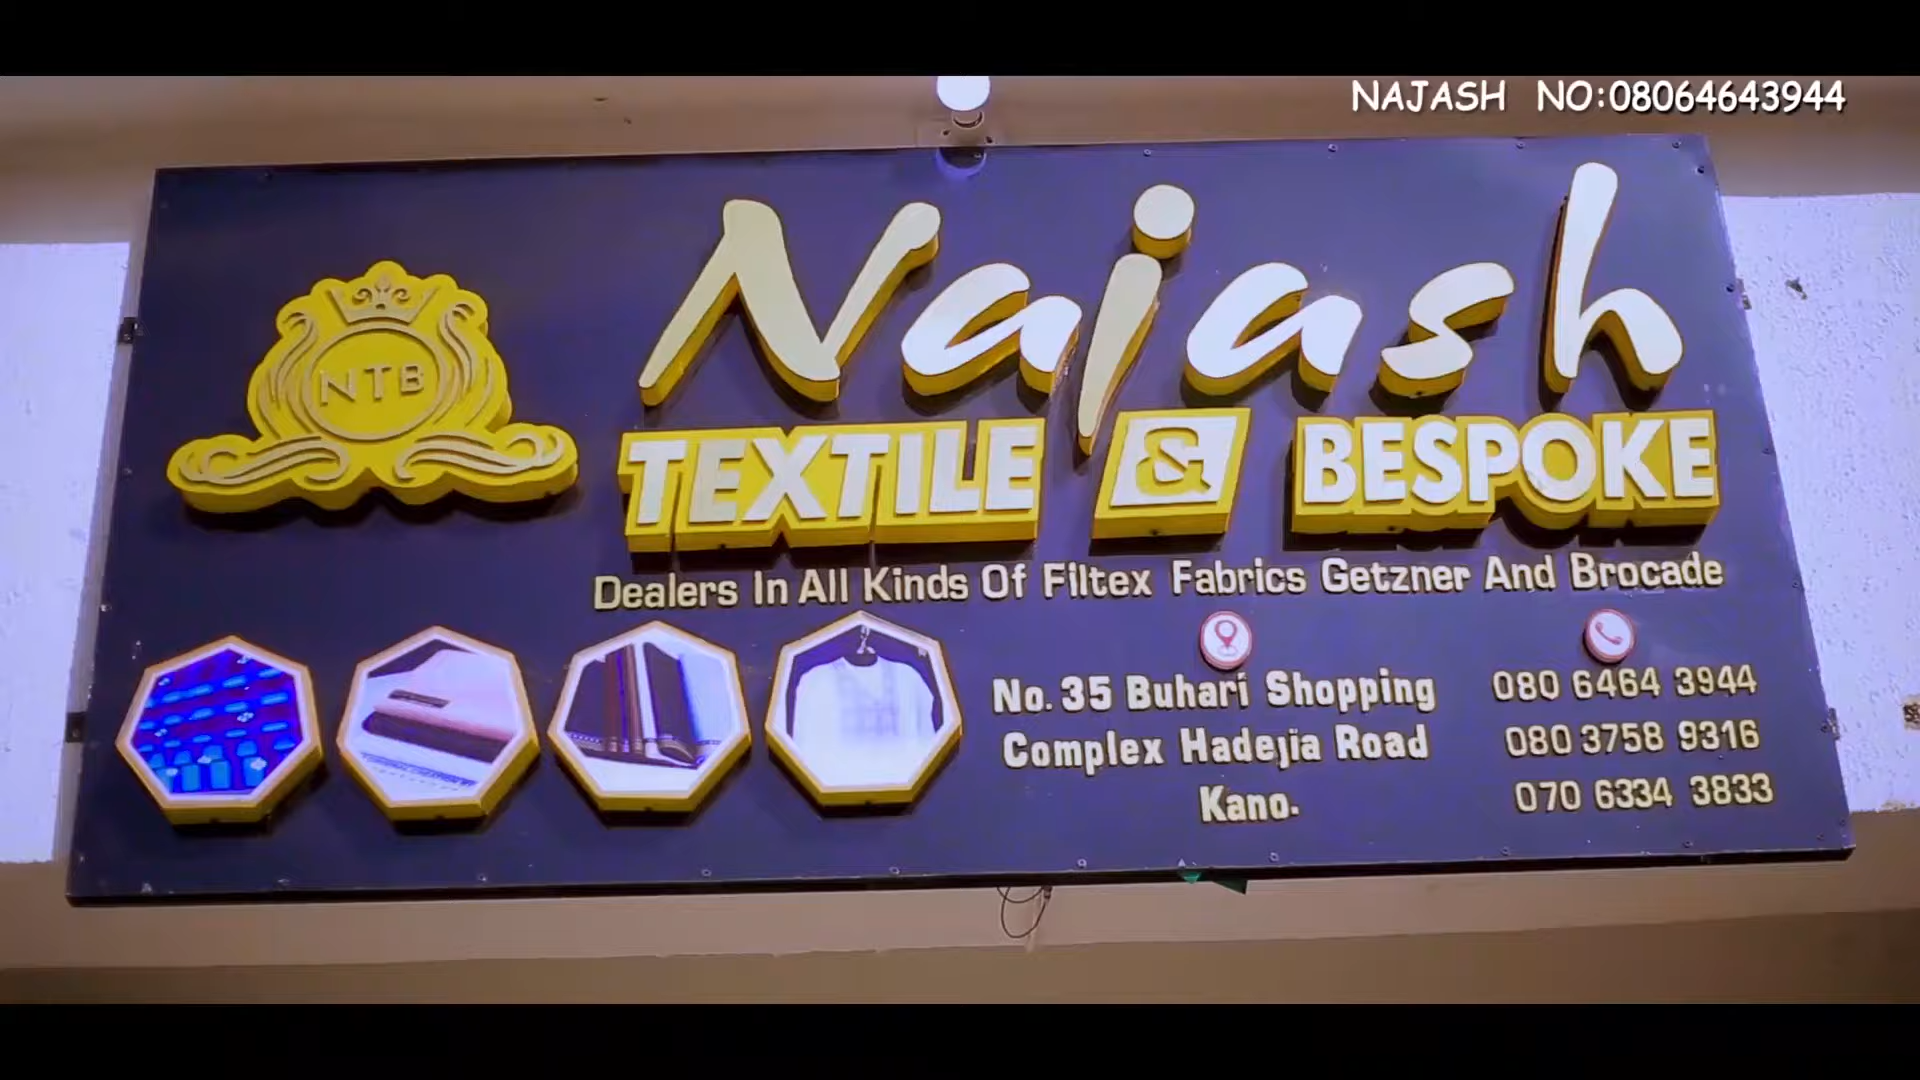 NAJASH NO:08064643944
Najash
NTB
TEXTILE & BESPOKE
Dealers In All Kinds Of Filtex Fabrics Getzner And Brocade
No. 35 Buhari Shopping
Complex Hadejia Road
Kano.
080 6464 3944
080 3758 9316
070 6334 3833